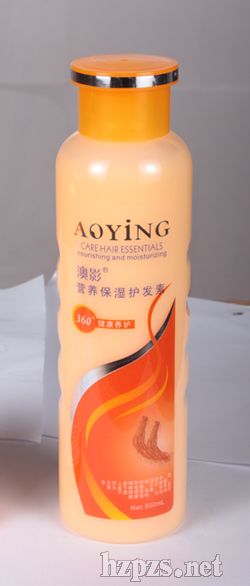 AOYiNG
CARE HAIR ESSENTIALS
nourishing and moisturizing
澳影®
营养保湿护发素
360° 健康养护
Net:500mL
hzpzs.net